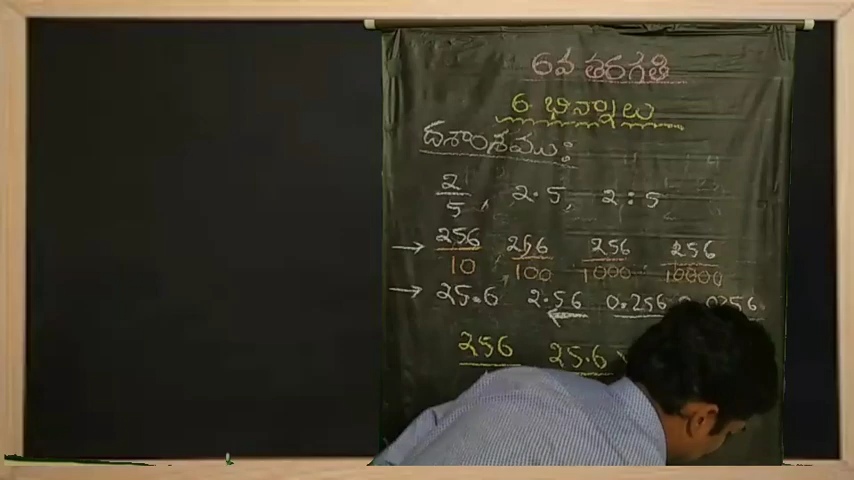 6వ తరగతి
6 భిన్నాలు
దశాంశము :
2/5, 2.5, 2 : 5
→ 256/10 256/100 256/1000 256/10000
→ 25.6 2.56 0.256 0.0256
256 25.6